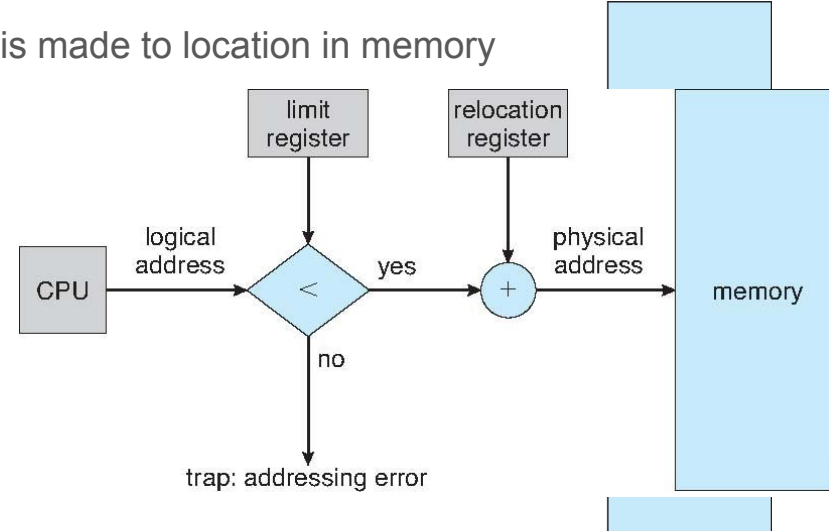 is made to location in memory
limit
register
relocation
register
logical
address
physical
address
CPU
<
yes
+
memory
no
trap: addressing error